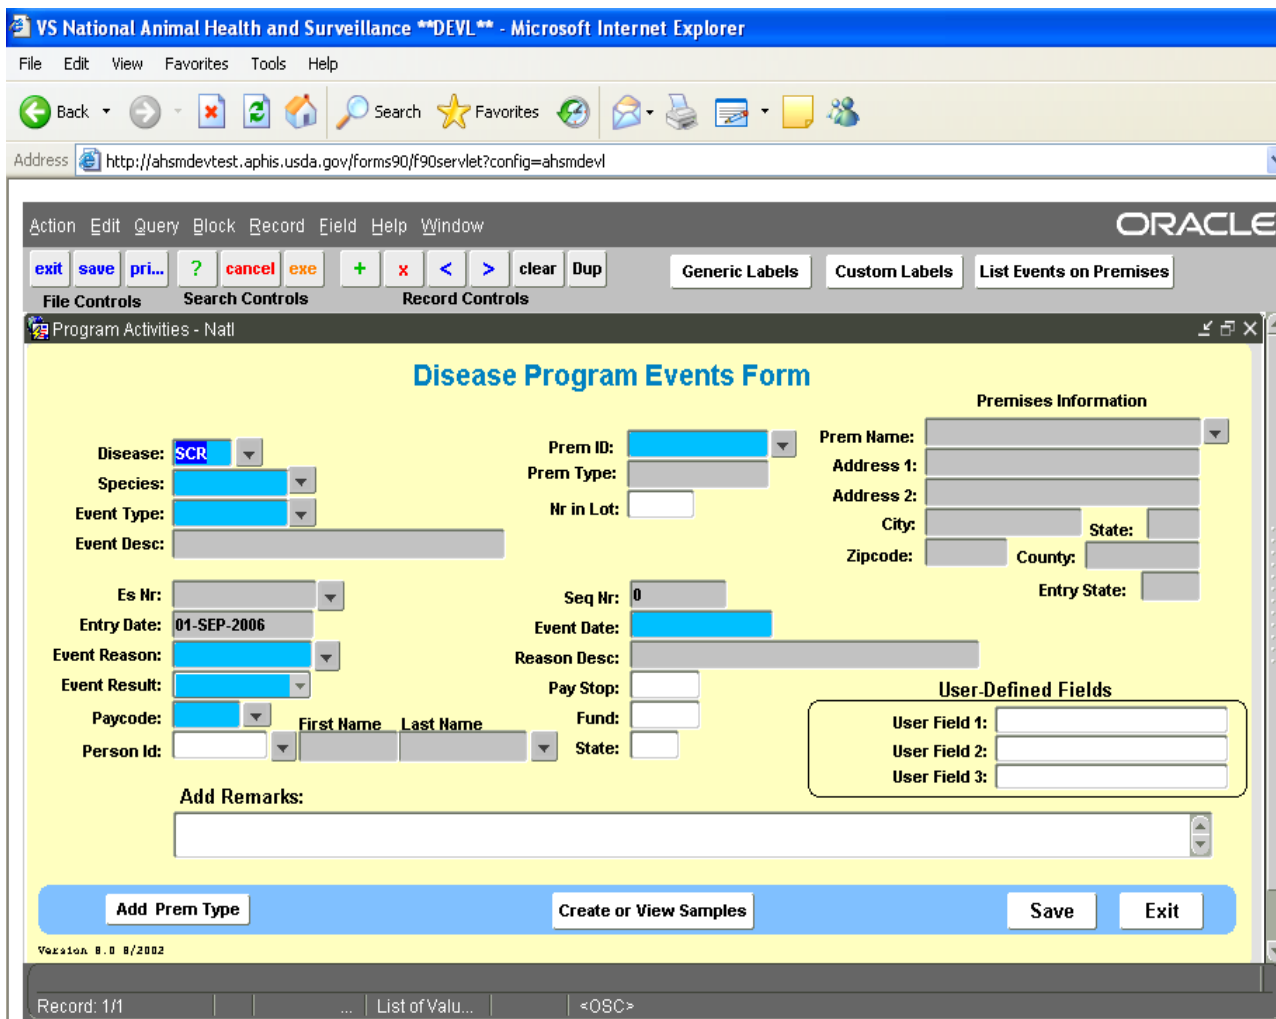 VS National Animal Health and Surveillance **DEVL** - Microsoft Internet Explorer
File Edit View Favorites Tools Help
Back Search Favorites
Address http://ahsmdevtest.aphis.usda.gov/forms90/f90servlet?config=ahsmdevl
Action Edit Query Block Record Field Help Window ORACLE
exit save pri... ? cancel exe + x < > clear Dup Generic Labels Custom Labels List Events on Premises
File Controls Search Controls Record Controls
Program Activities - Natl
Disease Program Events Form
Premises Information
Disease: SCR Prem ID: Prem Name:
Species: Prem Type: Address 1:
Event Type: Nr in Lot: Address 2:
Event Desc: City: State:
Zipcode: County:
Es Nr: Seq Nr: 0 Entry State:
Entry Date: 01-SEP-2006 Event Date:
Event Reason: Reason Desc:
Event Result: Pay Stop: User-Defined Fields
Paycode: First Name Last Name Fund: User Field 1:
Person Id: State: User Field 2:
User Field 3:
Add Remarks:
Add Prem Type Create or View Samples Save Exit
Version 8.0 8/2002
Record: 1/1 ... List of Valu... <OSC>